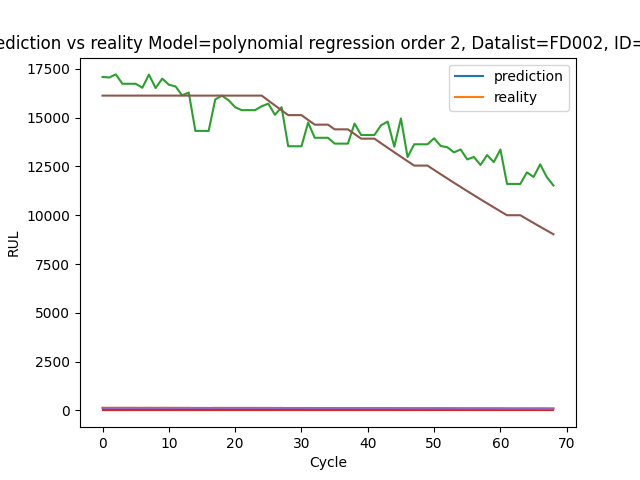 ediction vs reality Model=polynomial regression order 2, Datalist=FD002, ID=
prediction
reality
17500
15000
12500
10000
7500
5000
2500
0
RUL
0 10 20 30 40 50 60 70
Cycle